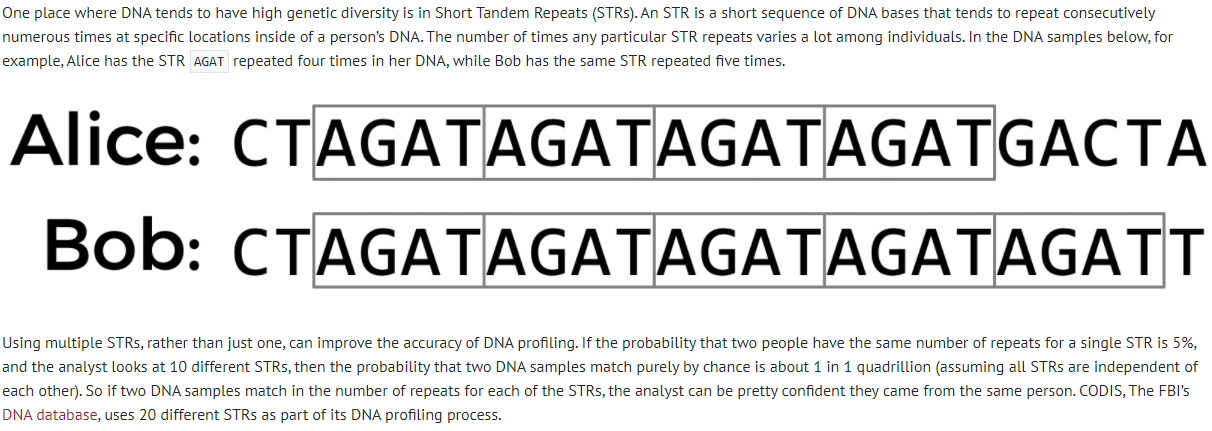 One place where DNA tends to have high genetic diversity is in Short Tandem Repeats (STRs). An STR is a short sequence of DNA bases that tends to repeat consecutively
numerous times at specific locations inside of a person's DNA. The number of times any particular STR repeats varies a lot among individuals. In the DNA samples below, for
example, Alice has the STR AGAT repeated four times in her DNA, while Bob has the same STR repeated five times.
Alice: CTAGATAGATAGATAGATGACTA
Bob: CTAGATAGATAGATAGATAGATT
Using multiple STRs, rather than just one, can improve the accuracy of DNA profiling. If the probability that two people have the same number of repeats for a single STR is 5%,
and the analyst looks at 10 different STRs, then the probability that two DNA samples match purely by chance is about 1 in 1 quadrillion (assuming all STRs are independent of
each other). So if two DNA samples match in the number of repeats for each of the STRs, the analyst can be pretty confident they came from the same person. CODIS, The FBI's
DNA database, uses 20 different STRs as part of its DNA profiling process.